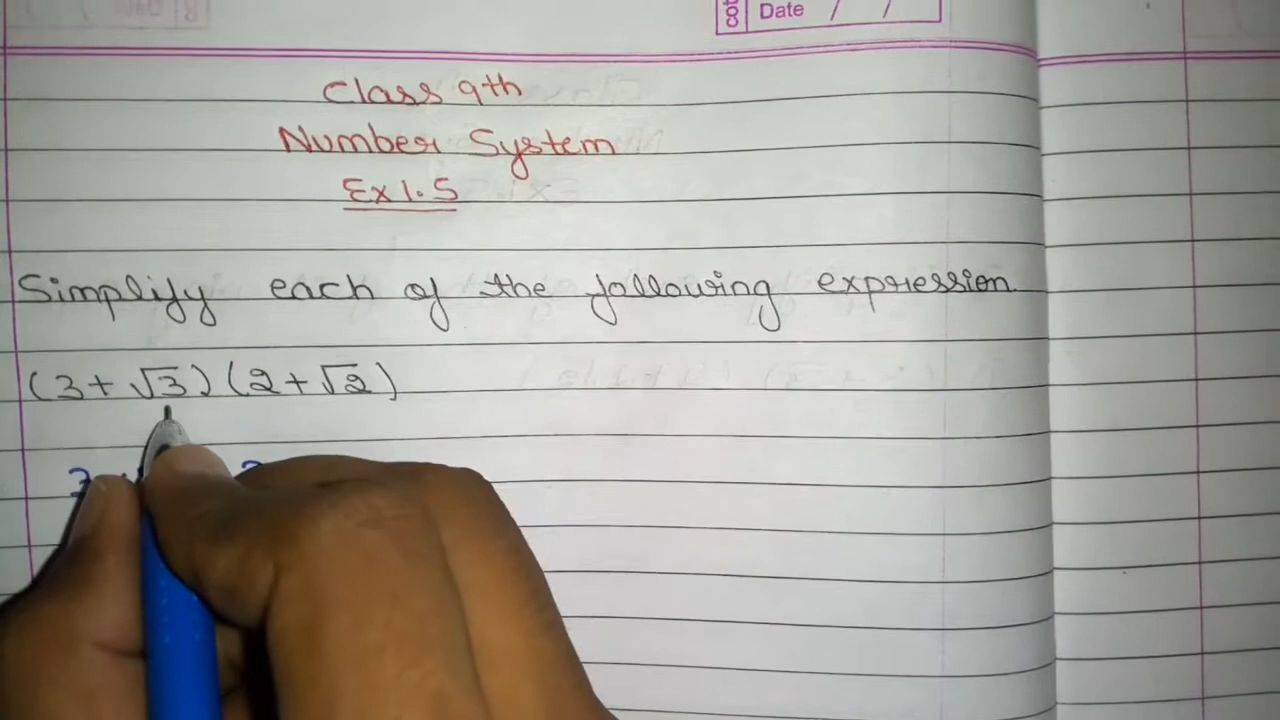 Date / /
Class 9th
Number System
Ex 1.5
Simplify each of the following expression.
(3+√3)(2+√2)